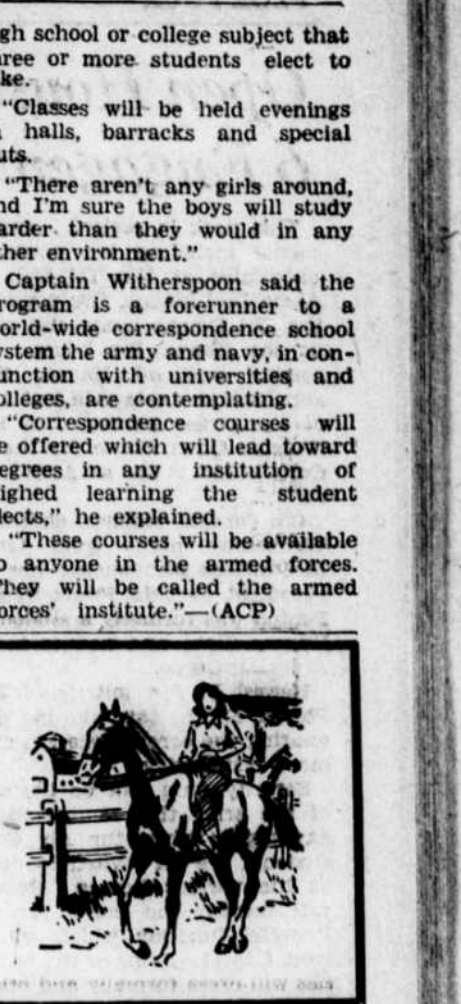 gh school or college subject that
ree or more students elect to
ke.
"Classes will be held evenings
halls, barracks and special
uts.
"There aren't any girls around,
nd I'm sure the boys will study
arder than they would in any
ther environment."
Captain Witherspoon said the
rogram is a forerunner to a
orld-wide correspondence school
ystem the army and navy, in con-
unction with universities and
olleges, are contemplating.
"Correspondence courses will
e offered which will lead toward
egrees in any institution of
ighed learning the student
lects," he explained.
"These courses will be available
o anyone in the armed forces.
They will be called the armed
orces' institute."—(ACP)